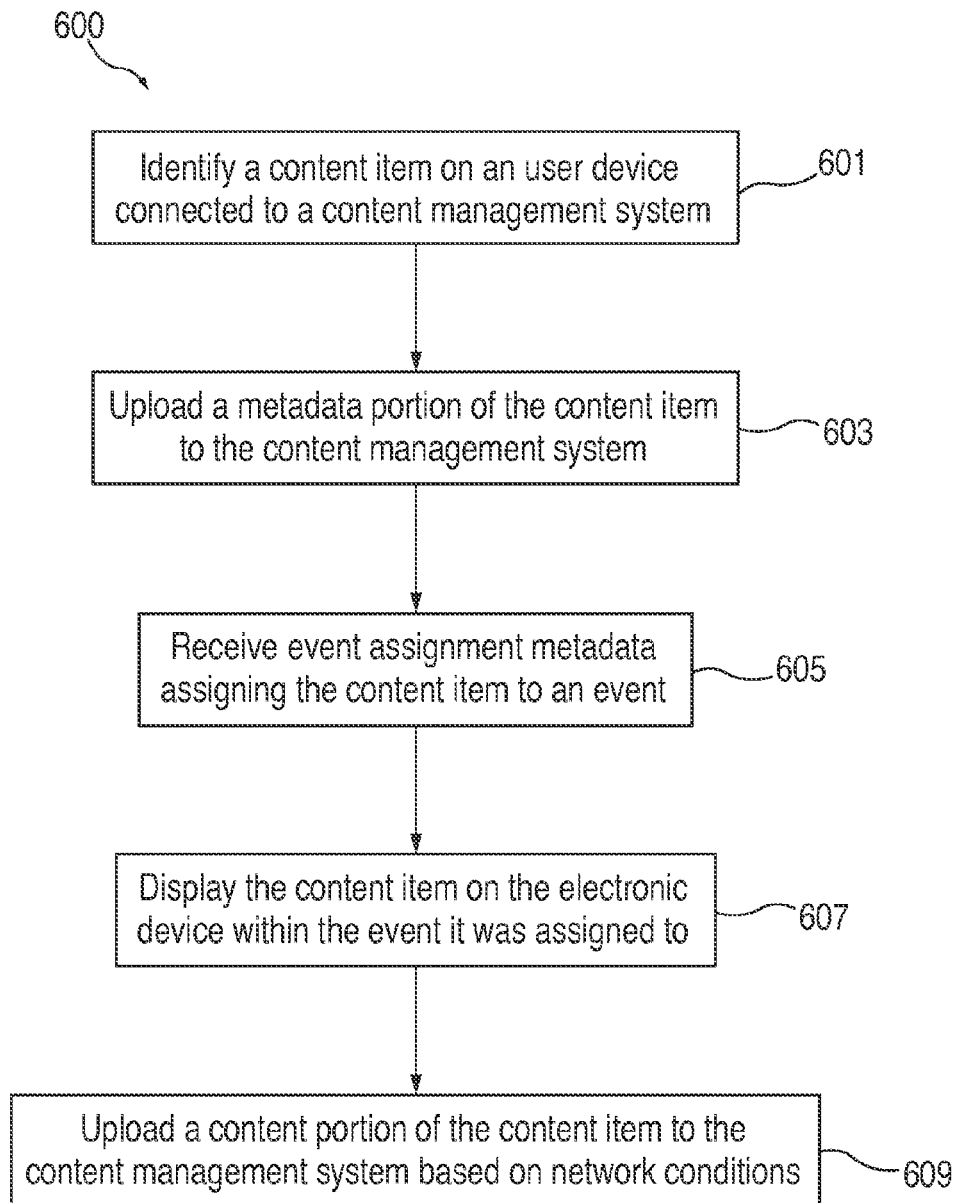 600
Identify a content item on an user device
connected to a content management system
601
Upload a metadata portion of the content item
to the content management system
603
Receive event assignment metadata
assigning the content item to an event
605
Display the content item on the electronic
device within the event it was assigned to
607
Upload a content portion of the content item to the
content management system based on network conditions
609